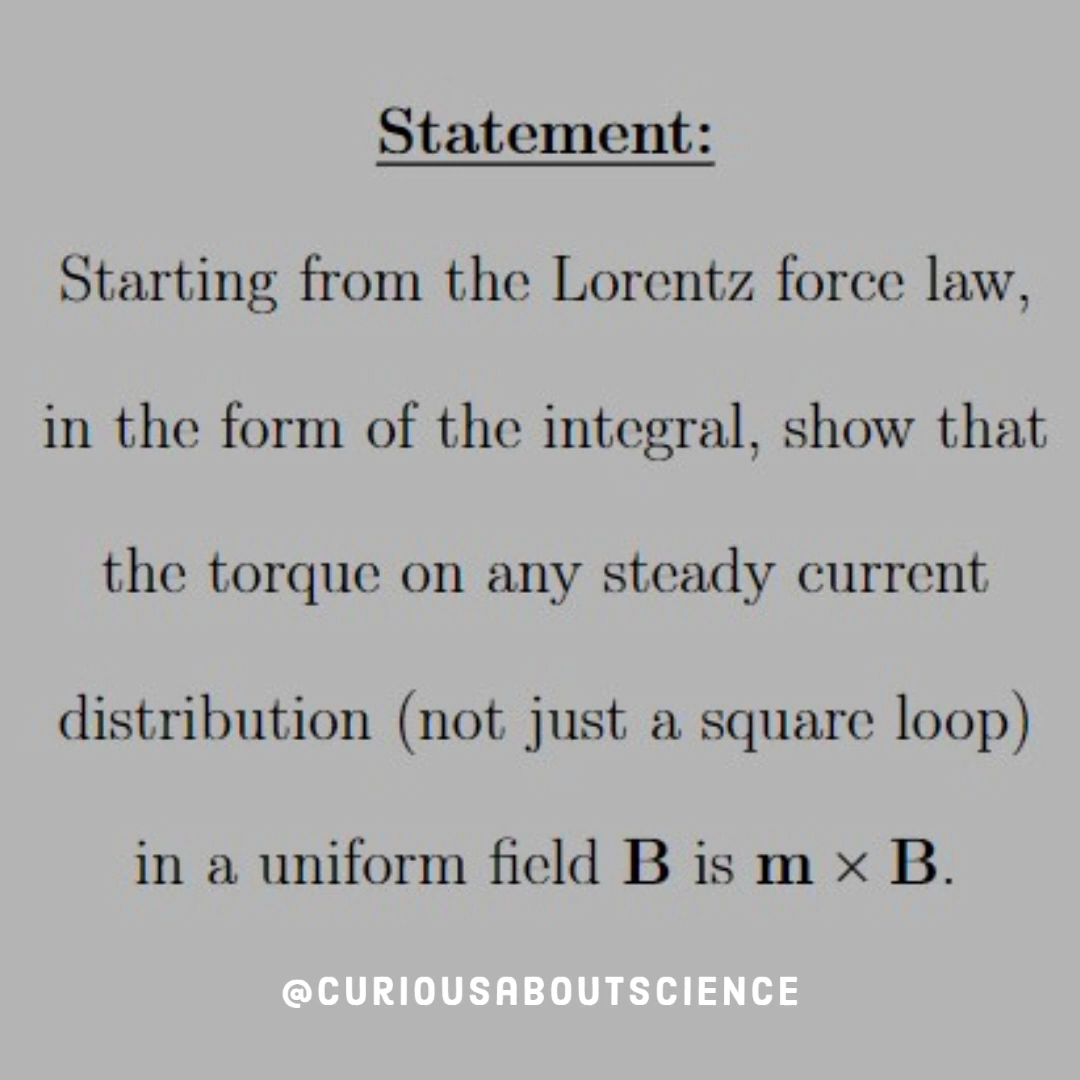 Statement:
Starting from the Lorentz force law,
in the form of the integral, show that
the torque on any steady current
distribution (not just a square loop)
in a uniform field B is m × B.
@CURIOUSABOUTSCIENCE